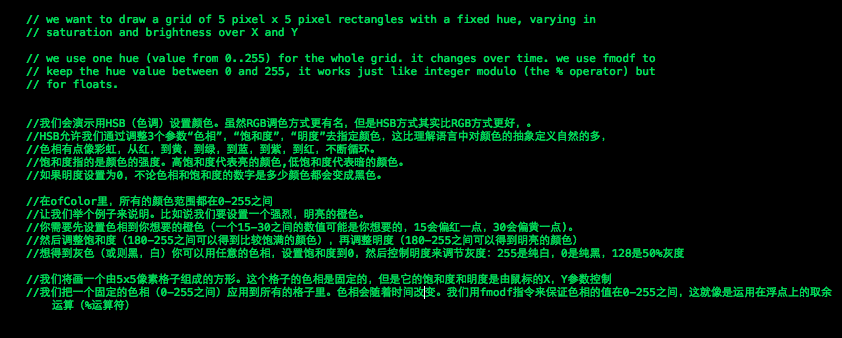 // we want to draw a grid of 5 pixel x 5 pixel rectangles with a fixed hue, varying in
// saturation and brightness over X and Y
// we use one hue (value from 0..255) for the whole grid. it changes over time. we use fmodf to
// keep the hue value between 0 and 255, it works just like integer modulo (the % operator) but
// for floats.
//我们会演示用HSB（色调）设置颜色。虽然RGB调色方式更有名，但是HSB方式其实比RGB方式更好，。
//HSB允许我们通过调整3个参数“色相”，“饱和度”，“明度”去指定颜色，这比理解语言中对颜色的抽象定义自然的多，
//色相有点像彩虹，从红，到黄，到绿，到蓝，到紫，到红，不断循环。
//饱和度指的是颜色的强度。高饱和度代表亮的颜色,低饱和度代表暗的颜色。
//如果明度设置为0，不论色相和饱和度的数字是多少颜色都会变成黑色。
//在ofColor里，所有的颜色范围都在0-255之间
//让我们举个例子来说明。比如说我们要设置一个强烈，明亮的橙色。
//你需要先设置色相到你想要的橙色（一个15-30之间的数值可能是你想要的，15会偏红一点，30会偏黄一点）。
//然后调整饱和度（180-255之间可以得到比较饱满的颜色），再调整明度（180-255之间可以得到明亮的颜色）
//想得到灰色（或则黑，白）你可以用任意的色相，设置饱和度到0，然后控制明度来调节灰度：255是纯白，0是纯黑，128是50%灰度
//我们将画一个由5x5像素格子组成的方形。这个格子的色相是固定的，但是它的饱和度和明度是由鼠标的X，Y参数控制
//我们把一个固定的色相（0-255之间）应用到所有的格子里。色相会随着时间改变。我们用fmodf指令来保证色相的值在0-255之间，这就像是运用在浮点上的取余
运算（%运算符）